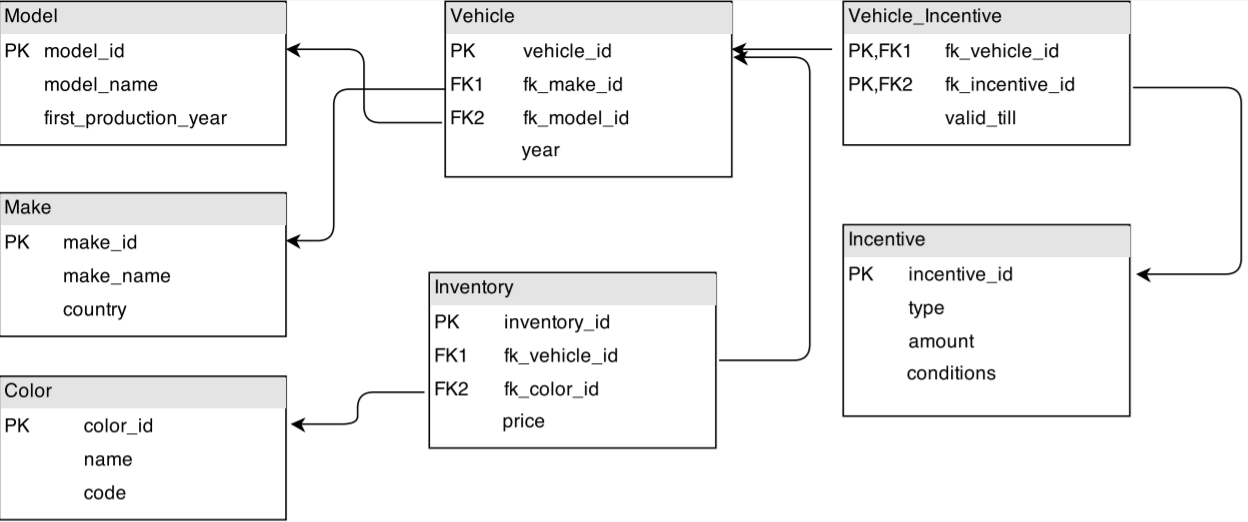 Model
PK model_id
model_name
first_production_year
Make
PK make_id
make_name
country
Color
PK color_id
name
code
Vehicle
PK vehicle_id
FK1 fk_make_id
FK2 fk_model_id
year
Inventory
PK inventory_id
FK1 fk_vehicle_id
FK2 fk_color_id
price
Vehicle_Incentive
PK,FK1 fk_vehicle_id
PK,FK2 fk_incentive_id
valid_till
Incentive
PK incentive_id
type
amount
conditions